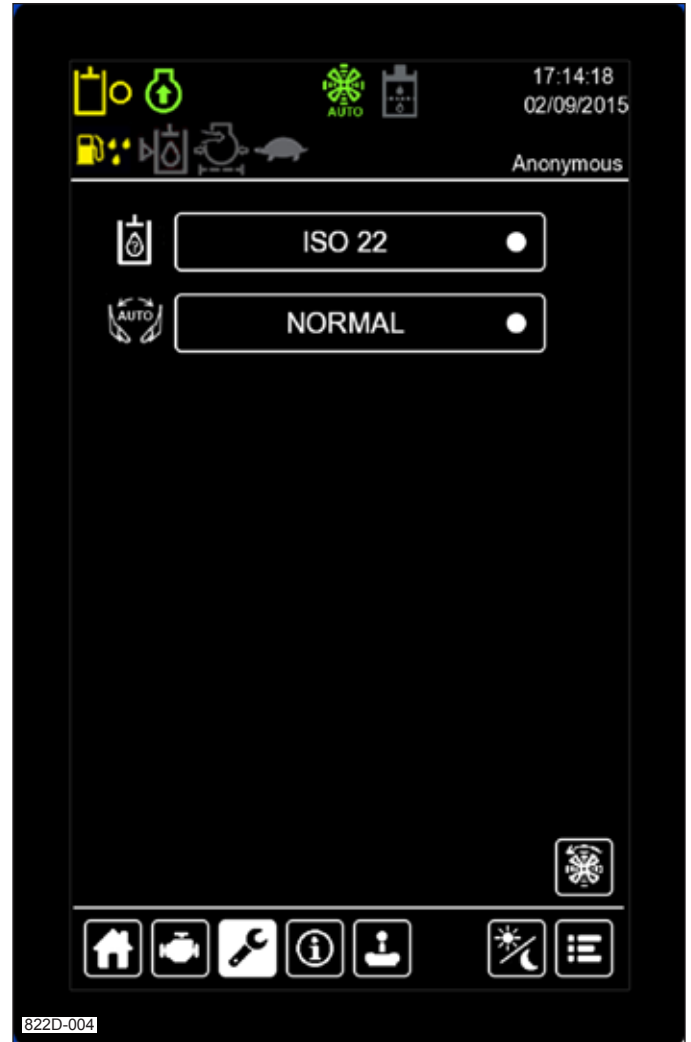 17:14:18
AUTO
02/09/2015
Anonymous
?
ISO 22
AUTO
NORMAL
i
822D-004